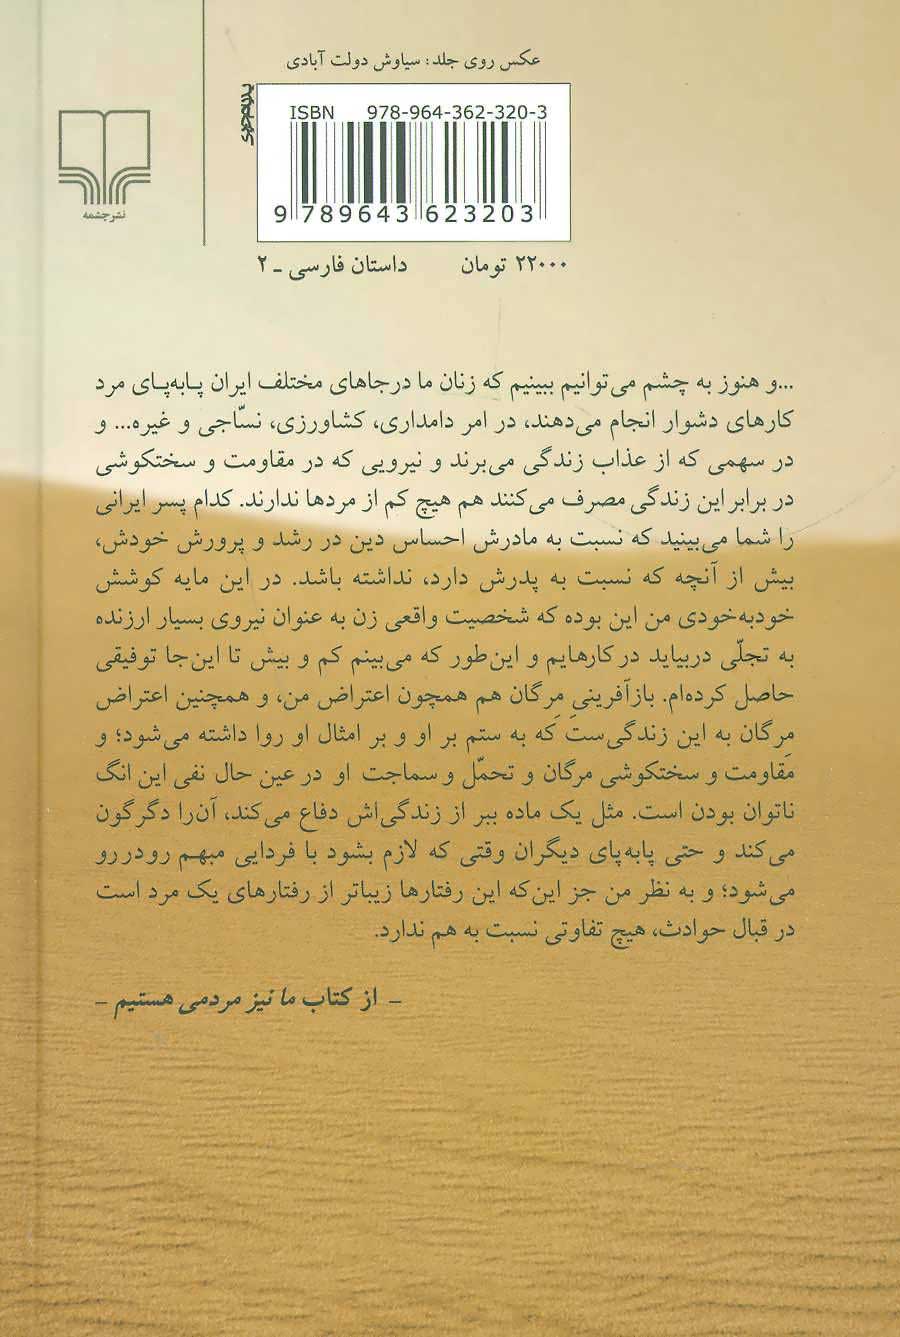 عکس روی جلد: سیاوش دولت آبادی
ISBN 978-964-362-320-3
9 789643 623203
نشرچشمه
۲۲۰۰۰ تومان داستان فارسی ـ ۲
...و هنوز به چشم می‌توانیم ببینیم که زنان ما درجاهای مختلف ایران پـابه‌پـای مرد
کارهای دشوار انجام می‌دهند، در امر دامداری، کشاورزی، نسّاجی و غیره... و
در سهمی که از عذاب زندگی می‌برند و نیرویی که در مقاومت و سختکوشی
در برابر این زندگی مصرف می‌کنند هم هیچ کم از مردها ندارند. کدام پسر ایرانی
را شما می‌بینید که نسبت به مادرش احساس دین در رشد و پرورش خودش،
بیش از آنچه که نسبت به پدرش دارد، نداشته باشد. در این مایه کوشش
خودبه‌خودی من این بوده که شخصیت واقعی زن به عنوان نیروی بسیار ارزنده
به تجلّی دربیاید درکارهایم و این‌طور که می‌بینم کم و بیش تا این‌جا توفیقی
حاصل کرده‌ام. بازآفرینیِ مِرگان هم همچون اعتراض من، و همچنین اعتراض
مِرگان به این زندگی‌ست که به ستم بر او و بر امثال او روا داشته می‌شود؛ و
مقاومت و سختکوشی مرگان و تحمّل و سماجت او در عین حال نفی این انگ
ناتوان بودن است. مثل یک ماده ببر از زندگی‌اش دفاع می‌کند، آن‌را دگرگون
می‌کند و حتی پابه‌پای دیگران وقتی که لازم بشود با فردایی مبهم رودررو
می‌شود؛ و به نظر من جز این‌که این رفتارها زیباتر از رفتارهای یک مرد است
در قبال حوادث، هیچ تفاوتی نسبت به هم ندارد.
ـ از کتاب ما نیز مردمی هستیم ـ